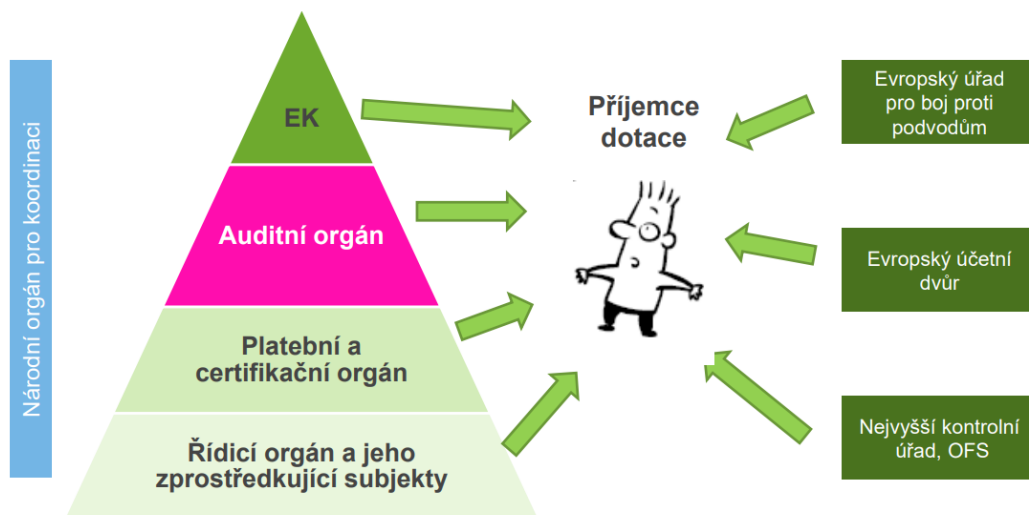 Národní orgán pro koordinaci
EK
Auditní orgán
Platební a
certifikační orgán
Řídicí orgán a jeho
zprostředkující subjekty
Příjemce
dotace
Evropský úřad
pro boj proti
podvodům
Evropský účetní
dvůr
Nejvyšší kontrolní
úřad, OFS